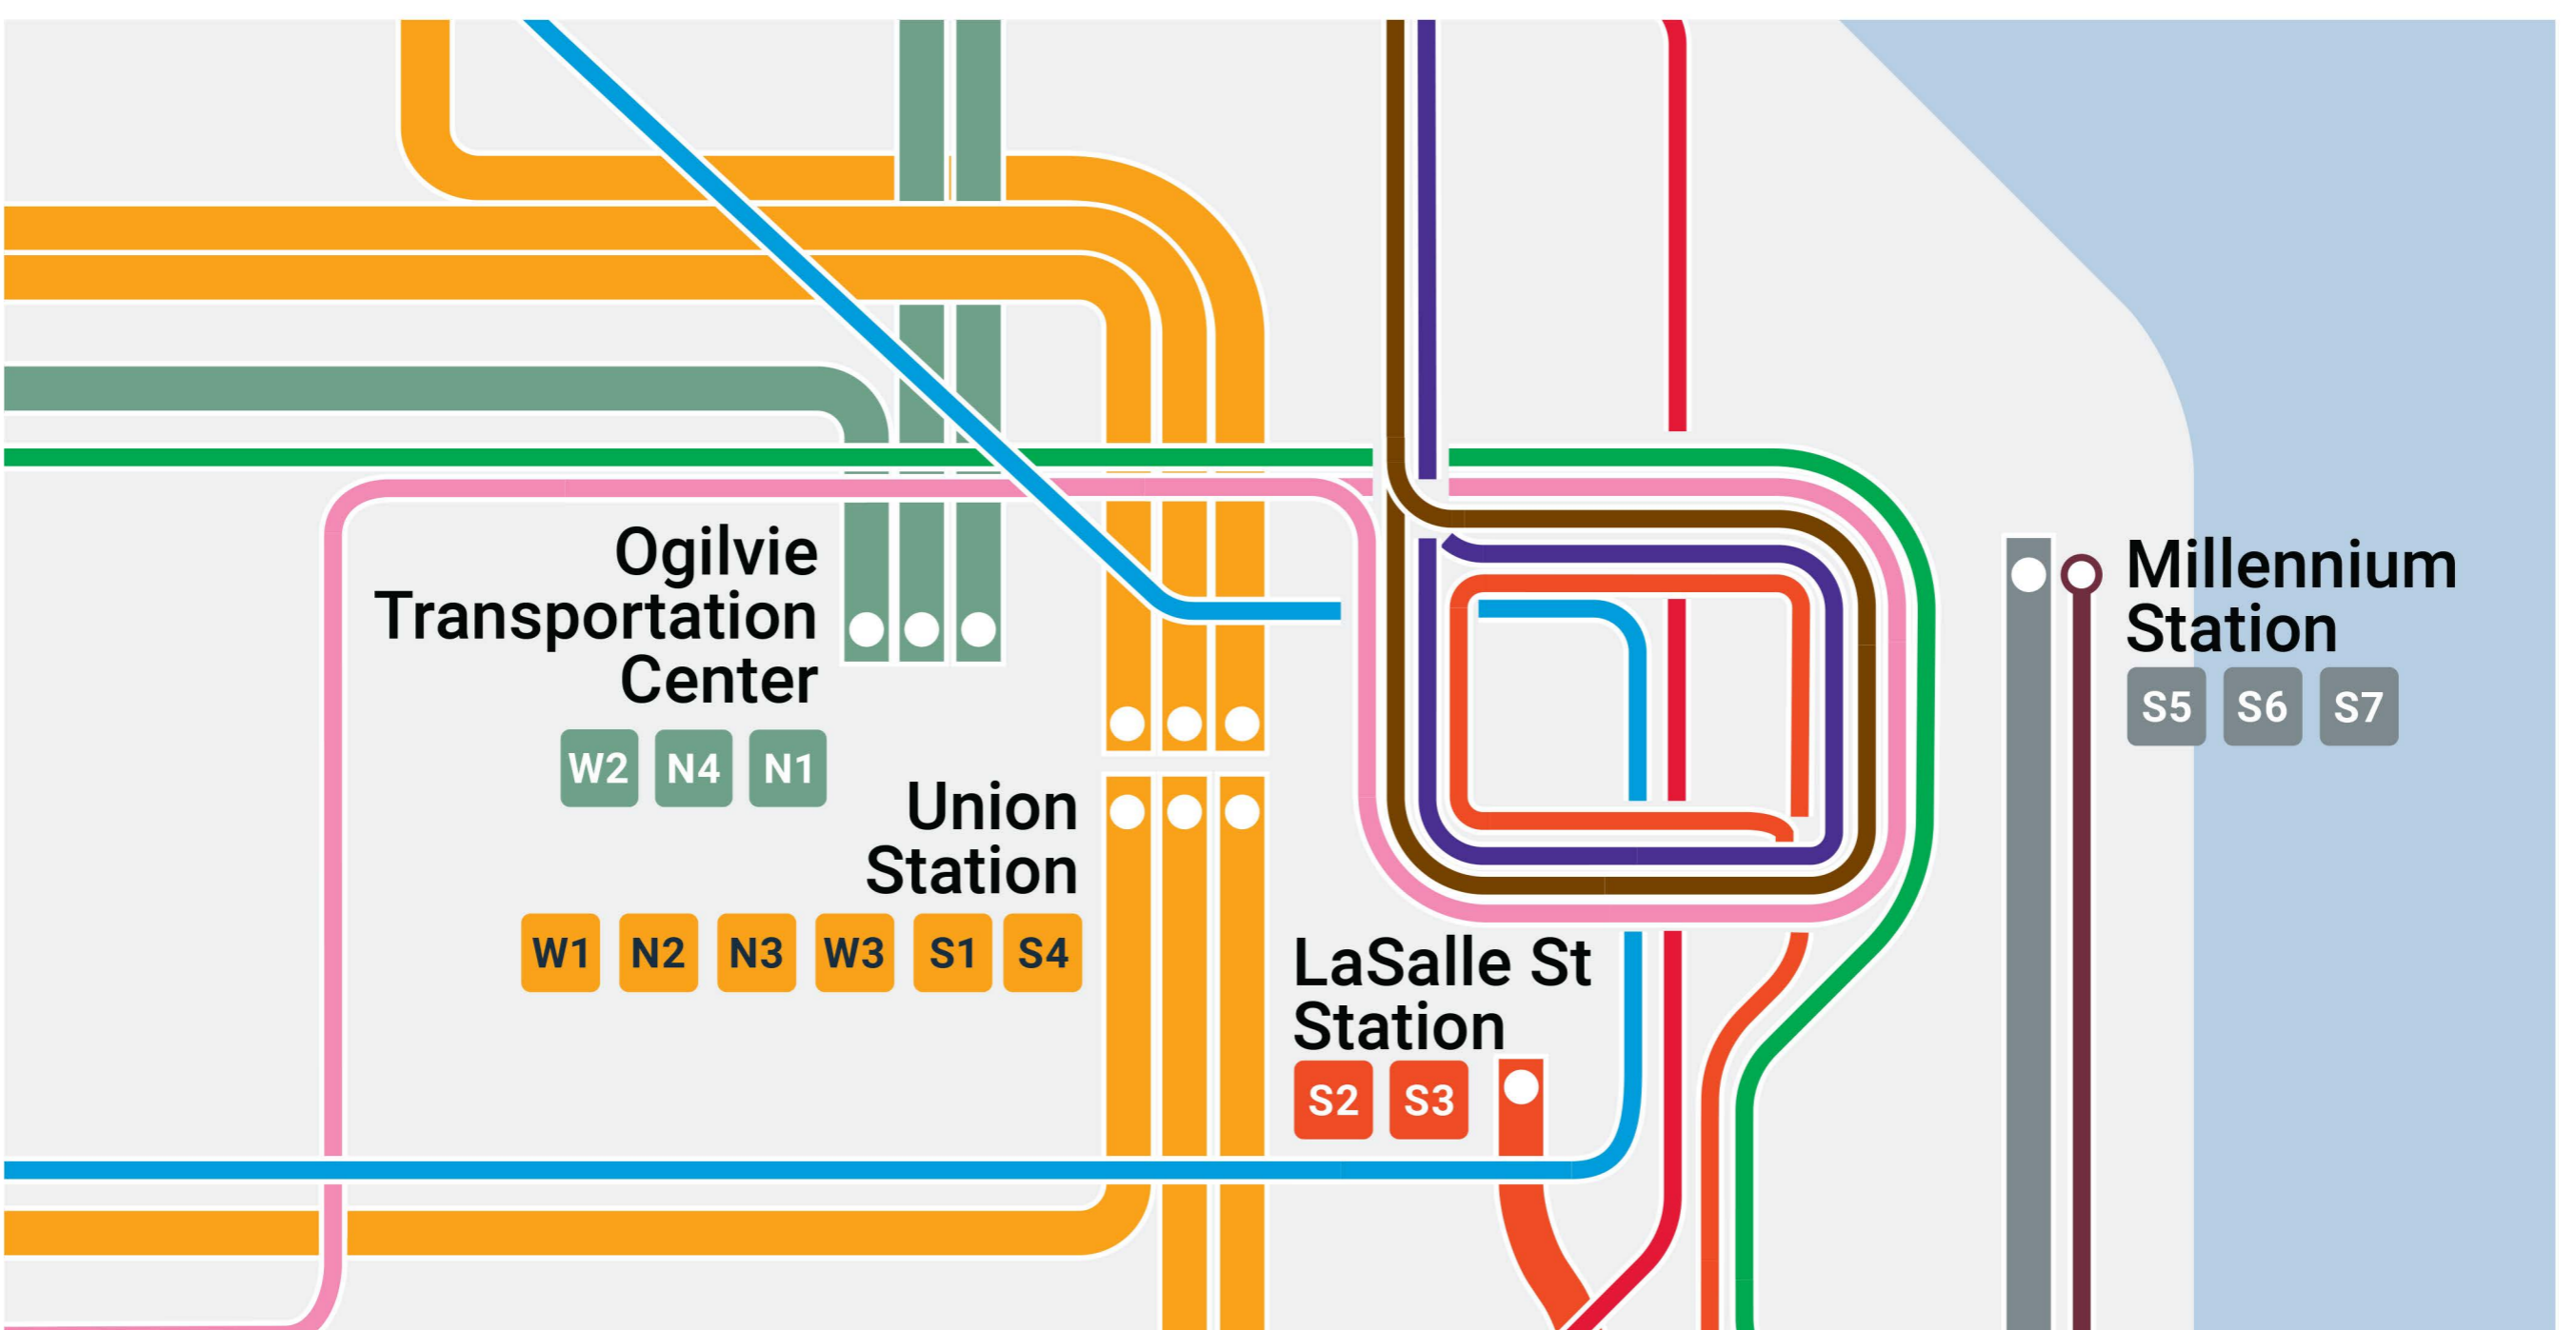 Ogilvie
Transportation
Center
W2 N4 N1
Union
Station
W1 N2 N3 W3 S1 S4
LaSalle St
Station
S2 S3
Millennium
Station
S5 S6 S7